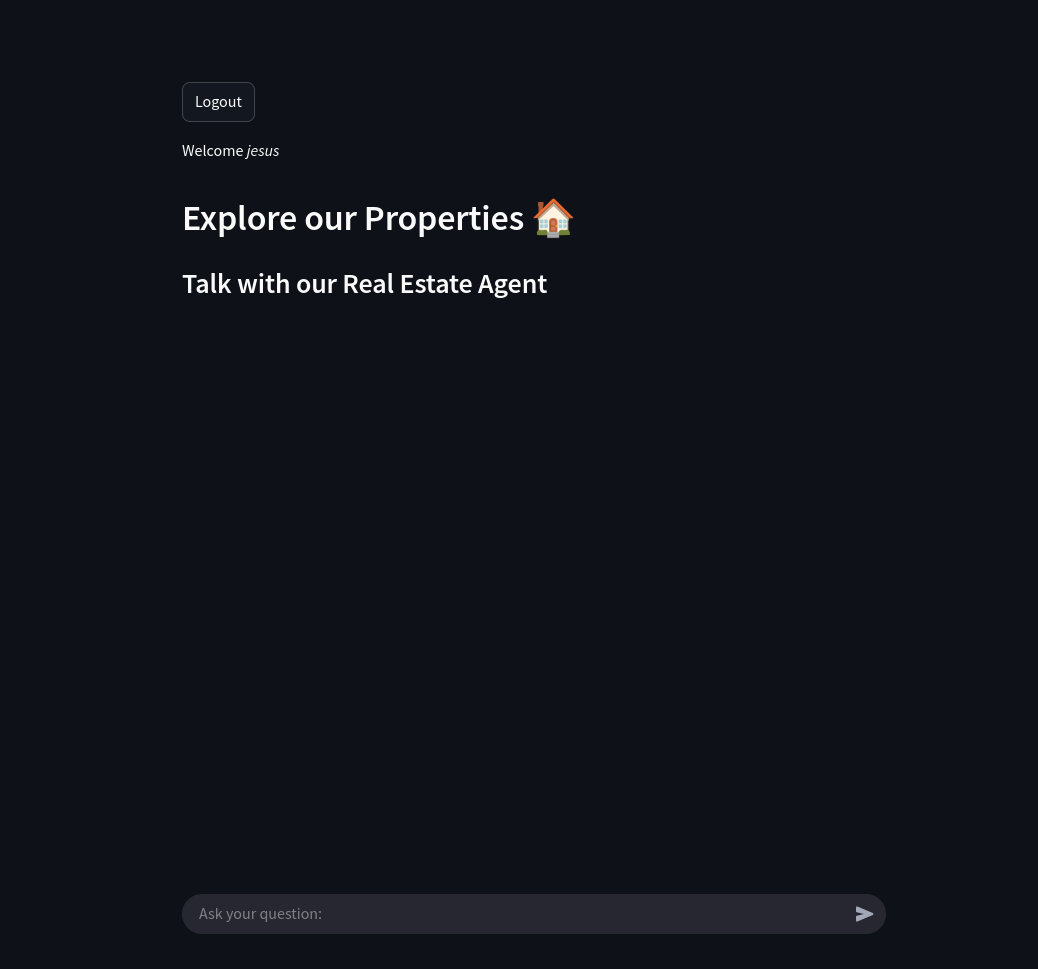 Logout
Welcome jesus
Explore our Properties 🏠
Talk with our Real Estate Agent
Ask your question: